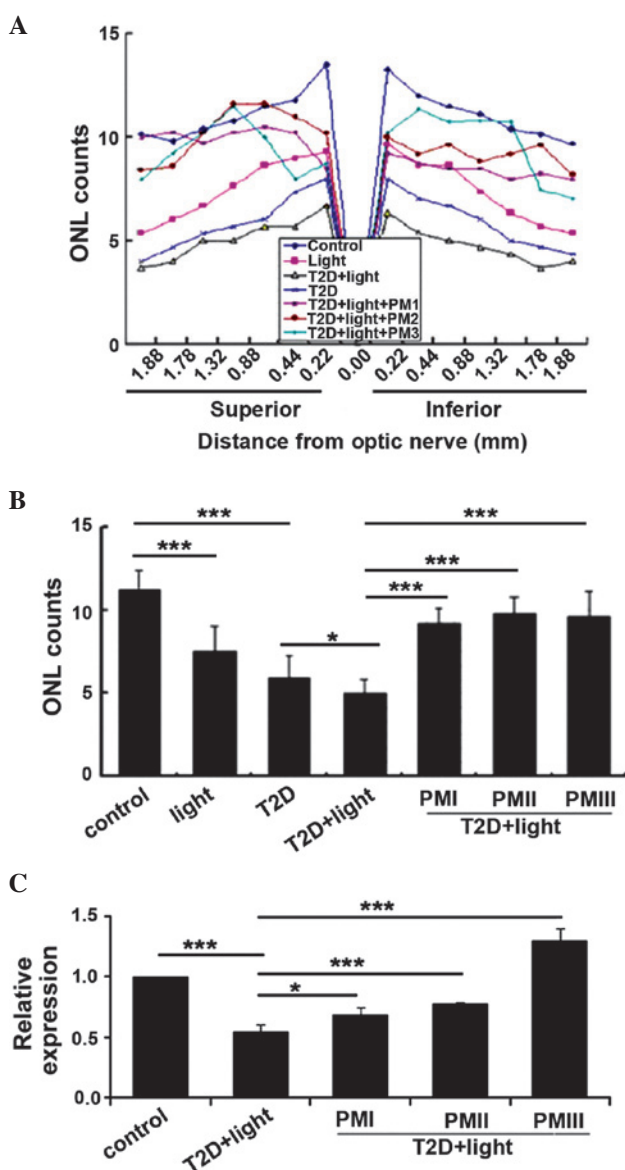 A
ONL counts
15
10
5
0
Control
Light
T2D+light
T2D
T2D+light+PM1
T2D+light+PM2
T2D+light+PM3
1.88 1.78 1.32 0.88 0.44 0.22 0.00 0.22 0.44 0.88 1.32 1.78 1.88
Superior Inferior
Distance from optic nerve (mm)
B
ONL counts
15
10
5
0
*** ***
*** ***
***
*
control light T2D T2D+light PMI PMII PMIII
T2D+light
C
Relative
expression
1.5
1.0
0.5
0.0
***
*** ***
*
control T2D+light PMI PMII PMIII
T2D+light